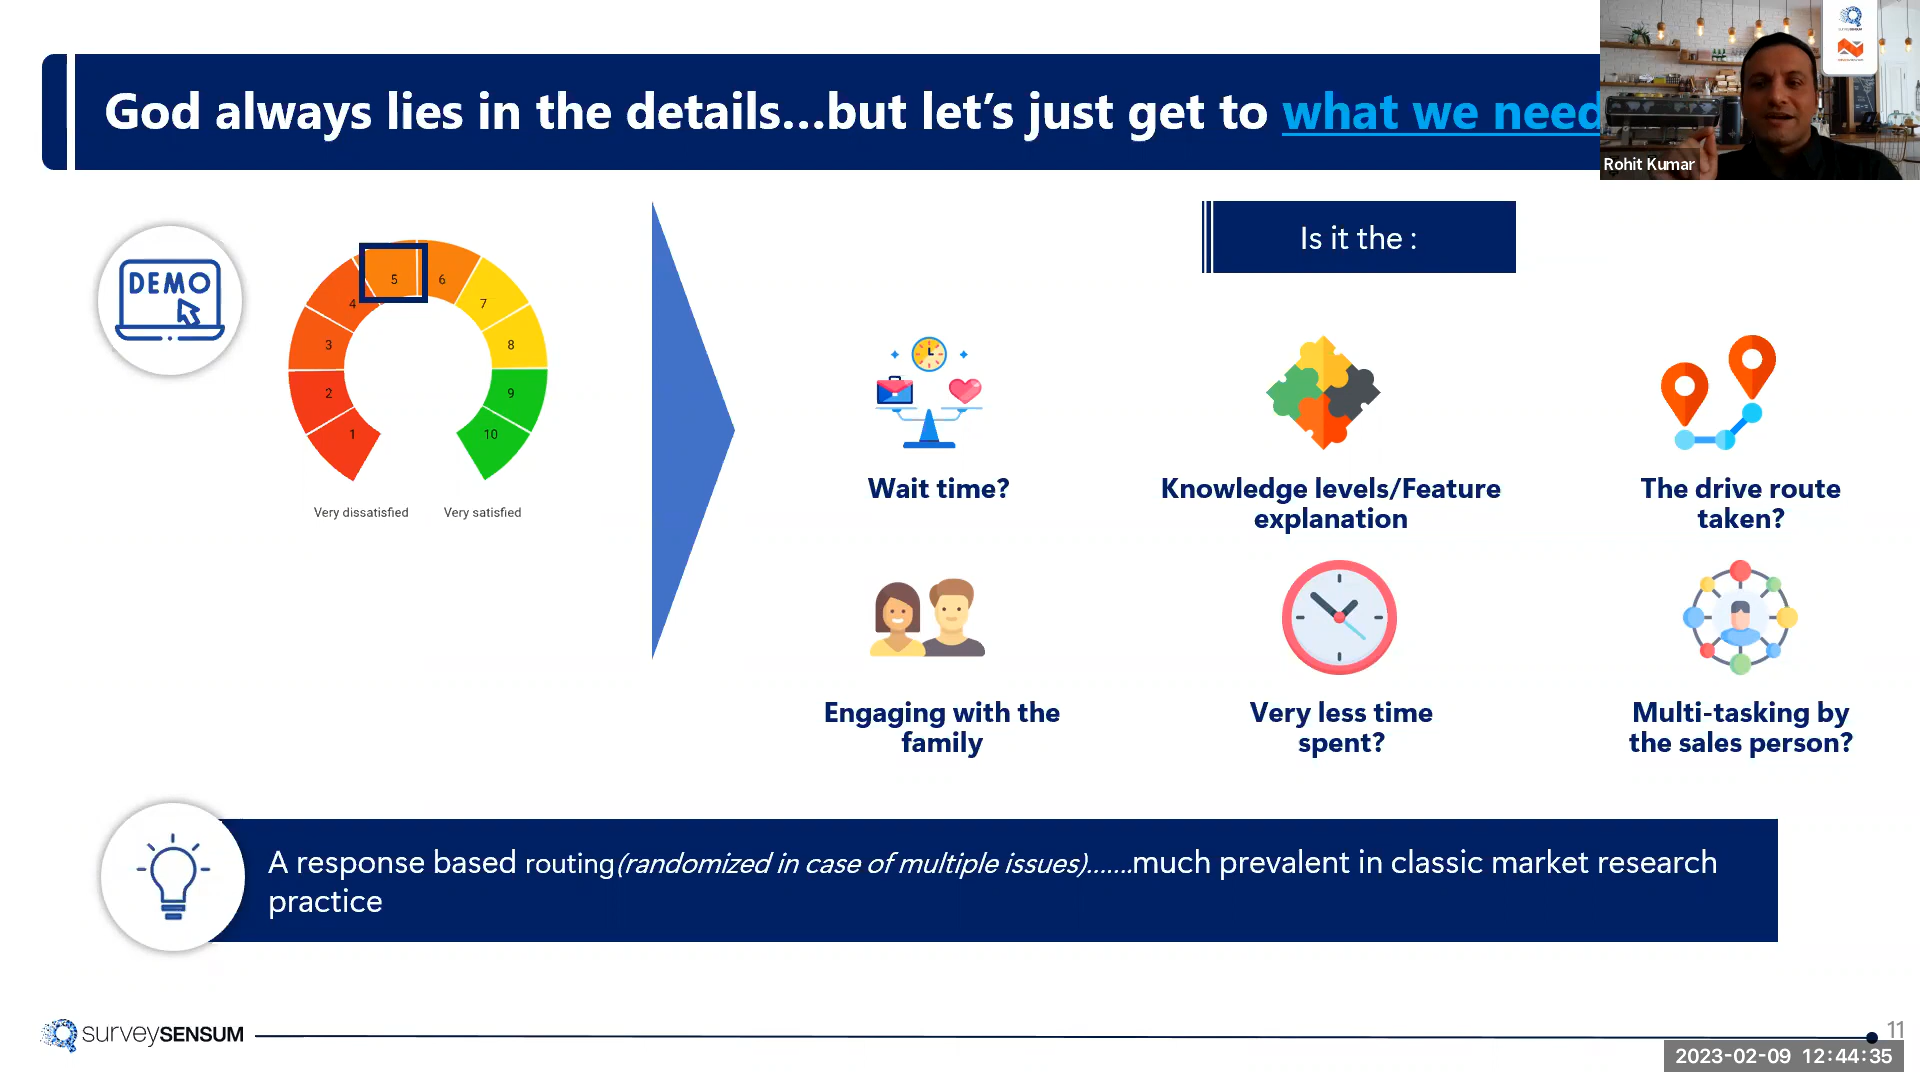 God always lies in the details...but let's just get to what we need
Rohit Kumar
DEMO
1
2
3
4
5
6
7
8
9
10
Very dissatisfied
Very satisfied
Is it the :
Wait time?
Knowledge levels/Feature
explanation
The drive route
taken?
Engaging with the
family
Very less time
spent?
Multi-tasking by
the sales person?
A response based routing(randomized in case of multiple issues).......much prevalent in classic market research
practice
surveySENSUM
11
2023-02-09 12:44:35